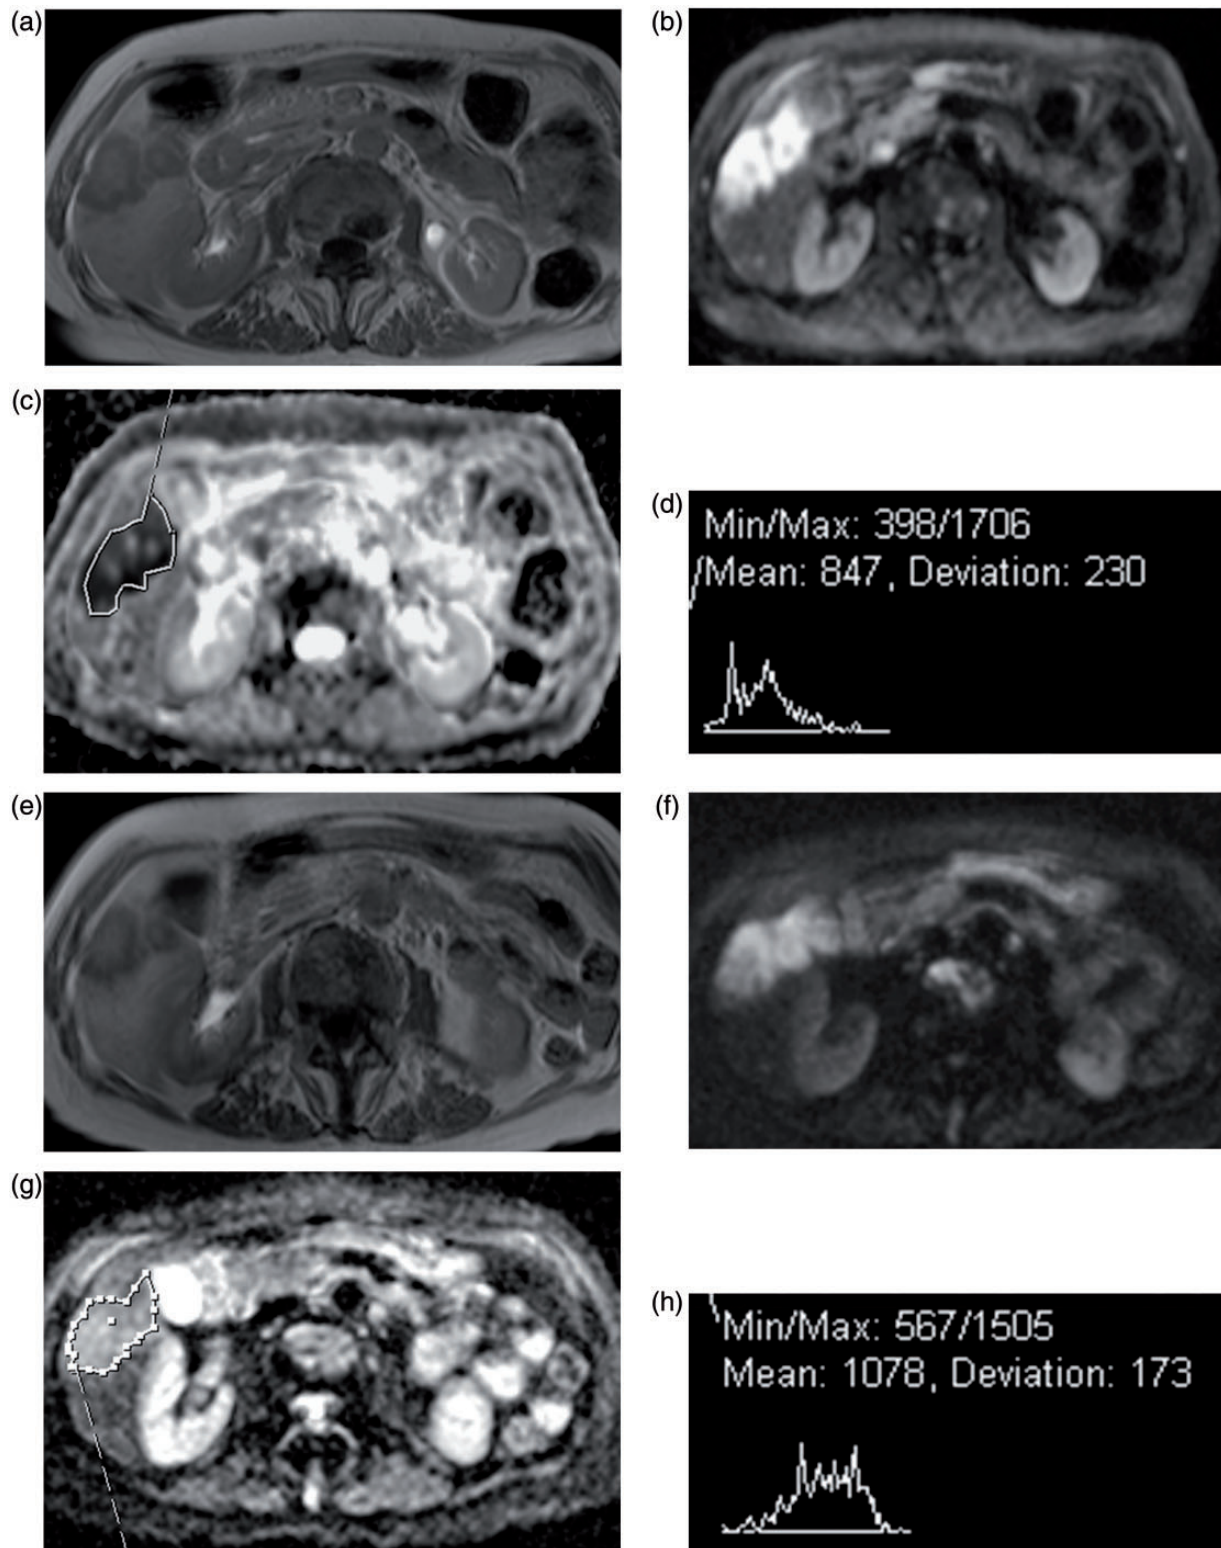 (a)
(b)
(c)
(d)
Min/Max: 398/1706
Mean: 847, Deviation: 230
(e)
(f)
(g)
(h)
Min/Max: 567/1505
Mean: 1078, Deviation: 173